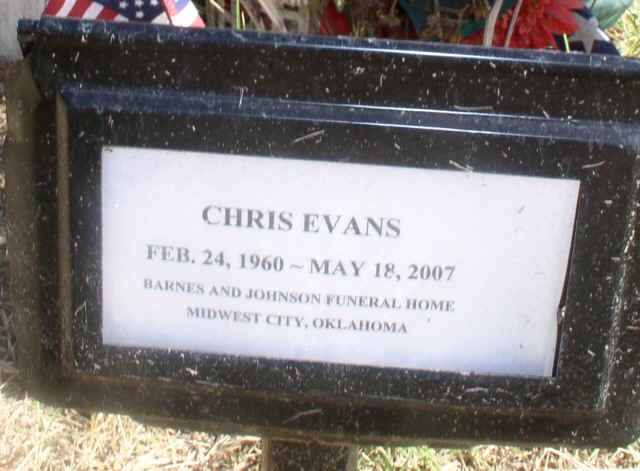 CHRIS EVANS
FEB. 24, 1960 ~ MAY 18, 2007
BARNES AND JOHNSON FUNERAL HOME
MIDWEST CITY, OKLAHOMA